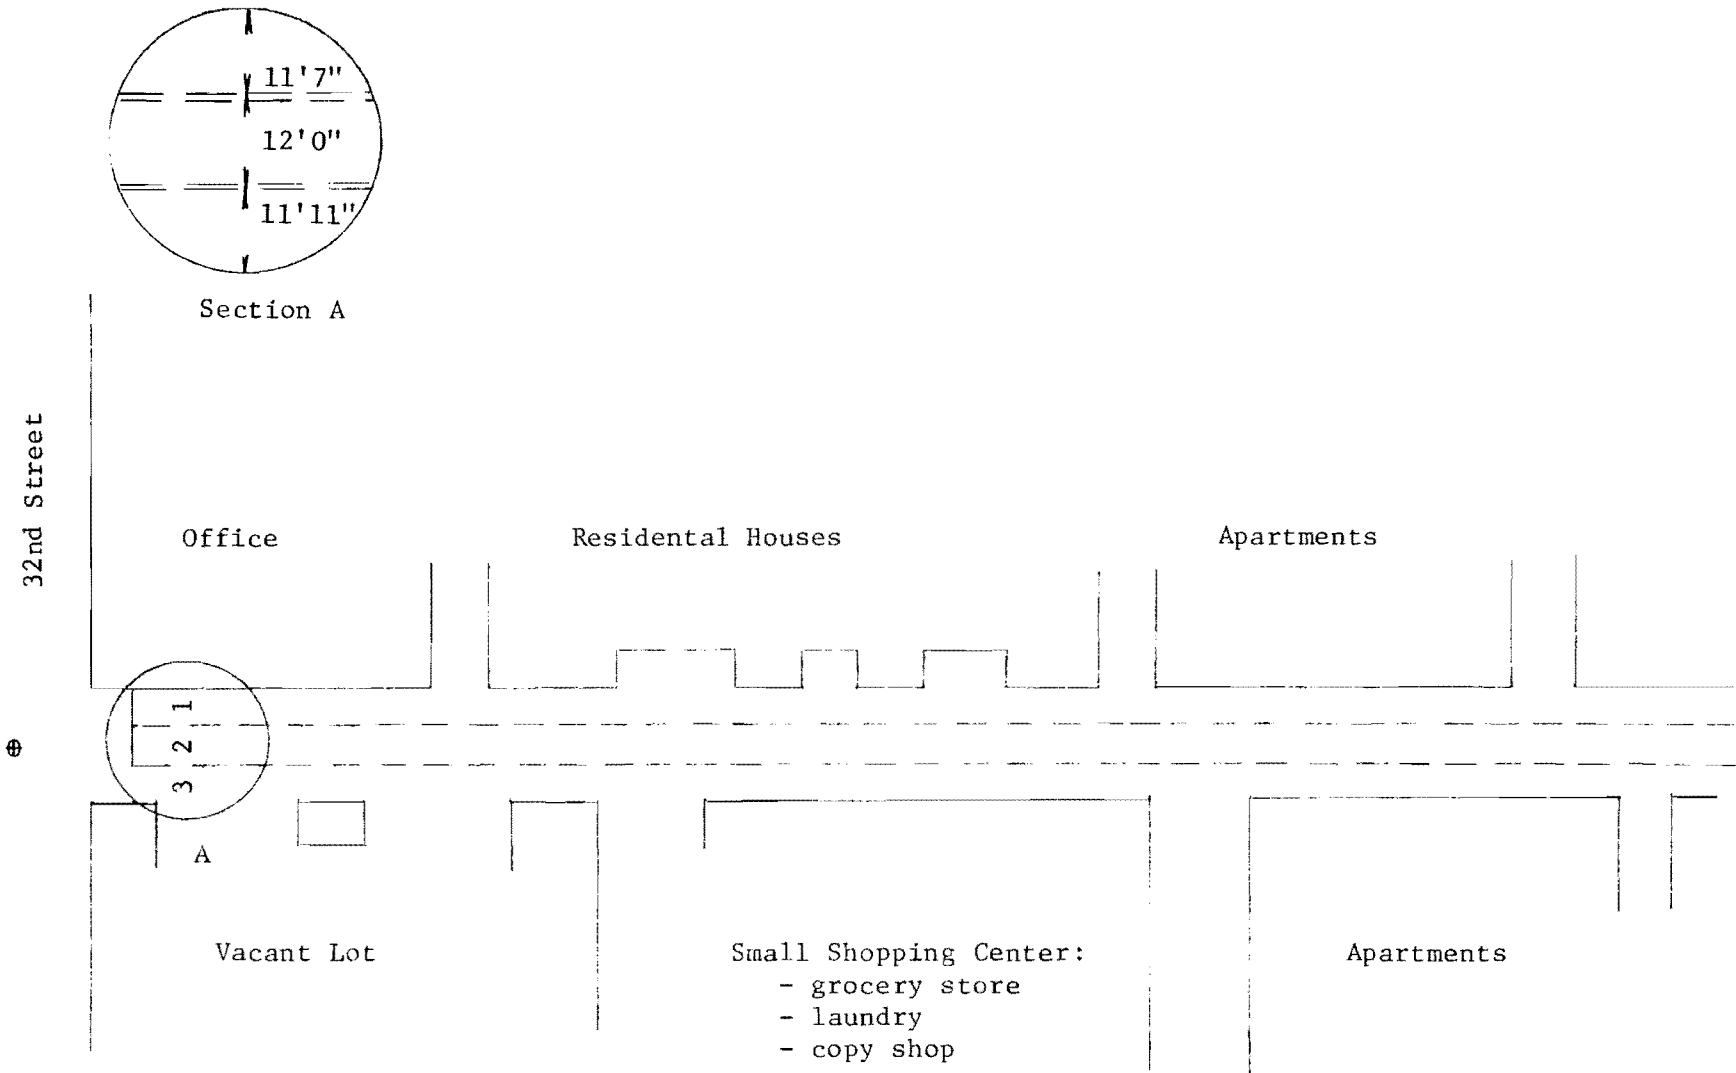 11'7"
12'0"
11'11"
Section A
32nd Street
Office
Residental Houses
Apartments
1
2
3
A
Vacant Lot
Small Shopping Center:
- grocery store
- laundry
- copy shop
Apartments